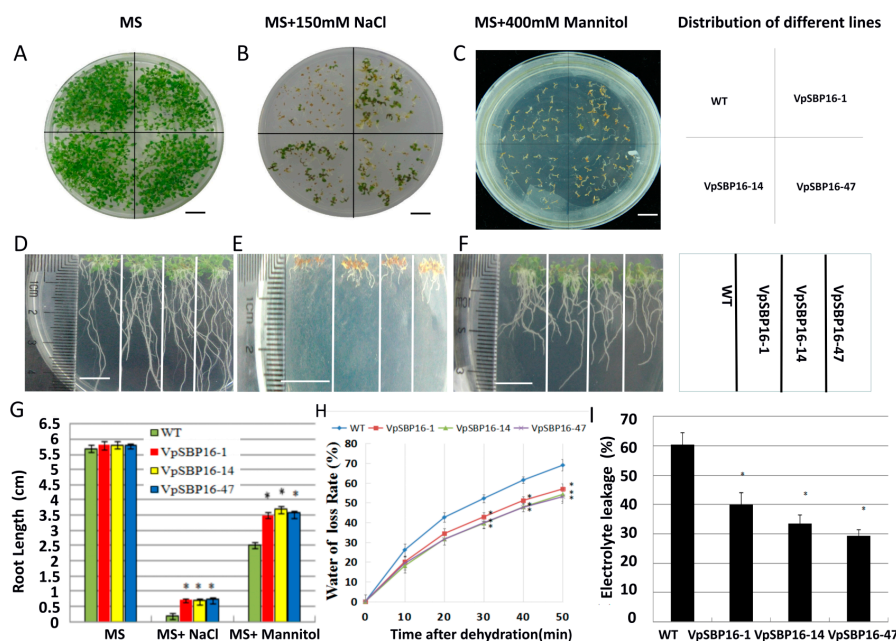 MS
MS+150mM NaCl
MS+400mM Mannitol
Distribution of different lines
A
B
C
WT
VpSBP16-1
VpSBP16-14
VpSBP16-47
D
E
F
1CM
2
3
1cm
2
WT
VpSBP16-1
VpSBP16-14
VpSBP16-47
G
6.5
6
5.5
5
4.5
4
3.5
3
2.5
2
1.5
1
0.5
0
Root Length (cm)
WT
VpSBP16-1
VpSBP16-14
VpSBP16-47
* * *
* * *
MS
MS+ NaCl
MS+ Mannitol
H
WT
VpSBP16-1
VpSBP16-14
VpSBP16-47
80
70
60
50
40
30
20
10
0
Water of loss Rate (%)
0
10
20
30
40
50
Time after dehydration(min)
I
70
60
50
40
30
20
10
0
Electrolyte leakage (%)
*
*
*
WT
VpSBP16-1
VpSBP16-14
VpSBP16-47